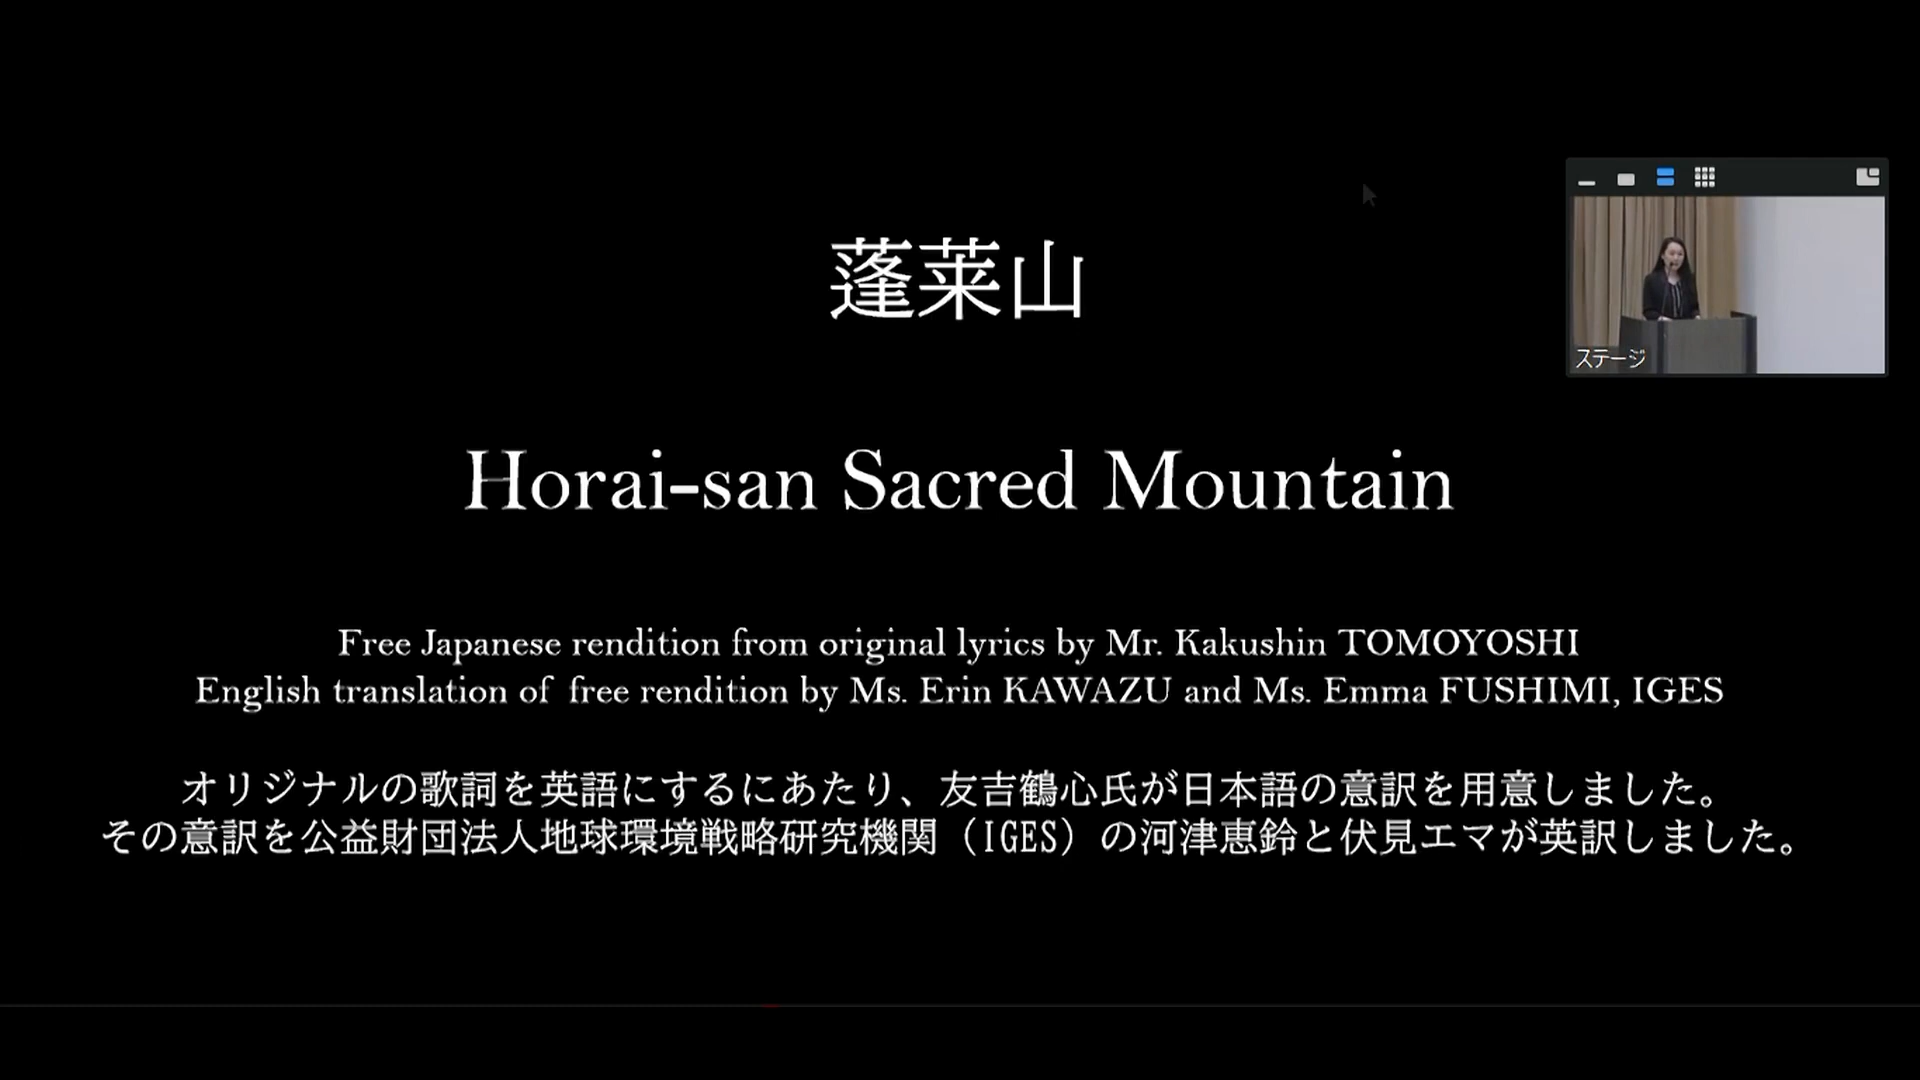 蓬莱山
ステージ
Horai-san Sacred Mountain
Free Japanese rendition from original lyrics by Mr. Kakushin TOMOYOSHI
English translation of free rendition by Ms. Erin KAWAZU and Ms. Emma FUSHIMI, IGES
オリジナルの歌詞を英語にするにあたり、友吉鶴心氏が日本語の意訳を用意しました。
その意訳を公益財団法人地球環境戦略研究機関（IGES）の河津恵鈴と伏見エマが英訳しました。